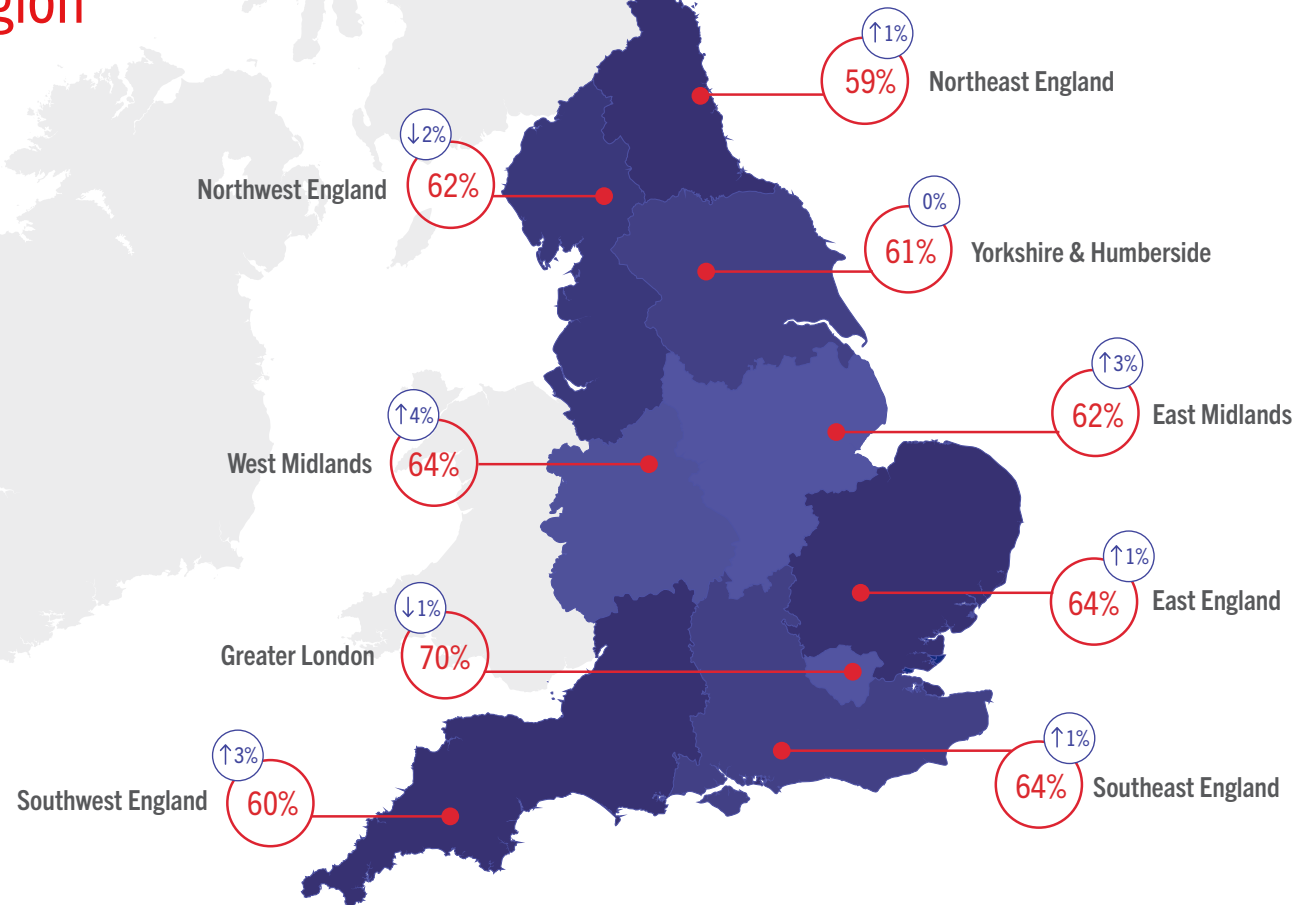 ↑1%
59%
Northeast England
↓2%
62%
Northwest England
0%
61%
Yorkshire & Humberside
↑3%
62%
East Midlands
↑4%
64%
West Midlands
↑1%
64%
East England
↓1%
70%
Greater London
↑1%
64%
Southeast England
↑3%
60%
Southwest England